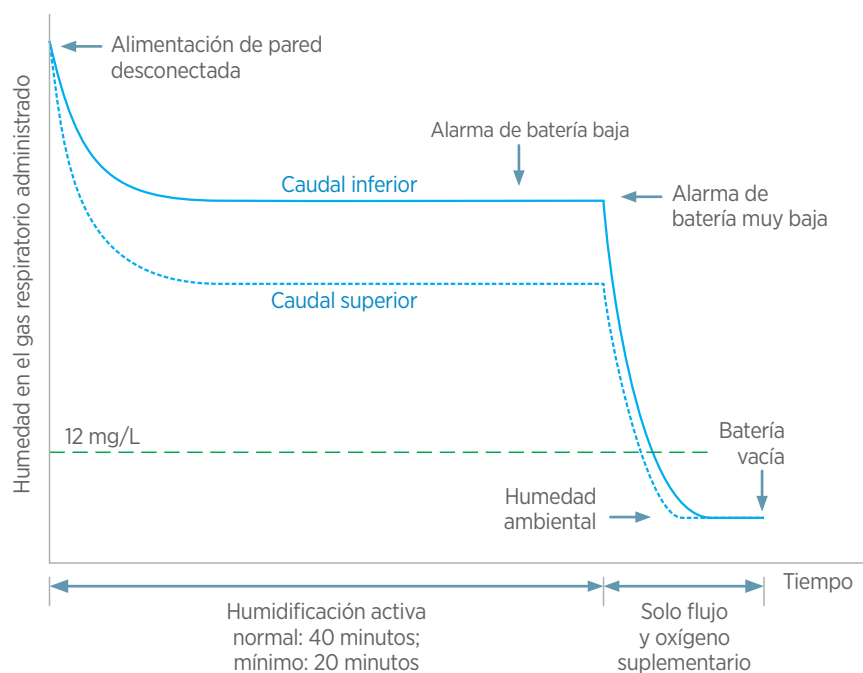 Humedad en el gas respiratorio administrado
Alimentación de pared
desconectada
Alarma de batería baja
Caudal inferior
Alarma de
batería muy baja
Caudal superior
12 mg/L
Batería
vacía
Humedad
ambiental
Tiempo
Humidificación activa
normal: 40 minutos;
mínimo: 20 minutos
Solo flujo
y oxígeno
suplementario